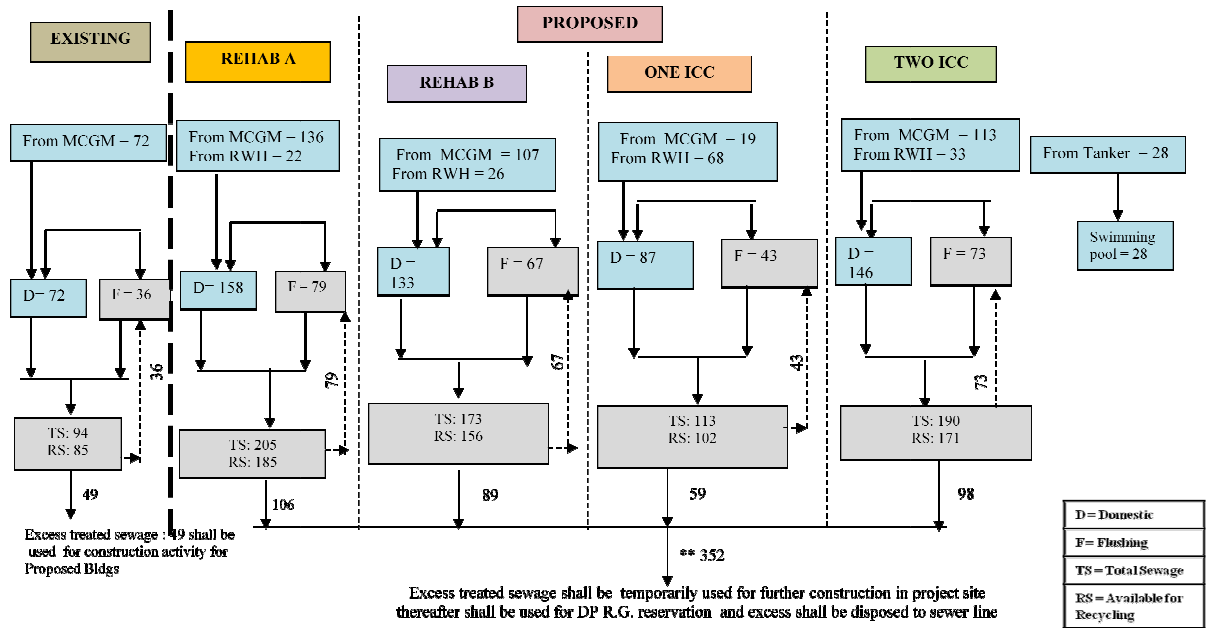 PROPOSED
EXISTING
From MCGM – 72
D= 72
F = 36
36
TS: 94
RS: 85
49
Excess treated sewage : 49 shall be
used for construction activity for
Proposed Bldgs
REHAB A
From MCGM – 136
From RWH – 22
D= 158
F – 79
79
TS: 205
RS: 185
106
REHAB B
From MCGM = 107
From RWH = 26
D =
133
F = 67
67
TS: 173
RS: 156
89
ONE ICC
From MCGM – 19
From RWH – 68
D = 87
F = 43
43
TS: 113
RS: 102
59
TWO ICC
From MCGM – 113
From RWH – 33
D =
146
F = 73
73
TS: 190
RS: 171
98
From Tanker – 28
Swimming
pool = 28
** 352
Excess treated sewage shall be temporarily used for further construction in project site
thereafter shall be used for DP R.G. reservation and excess shall be disposed to sewer line
D = Domestic
F = Flushing
TS = Total Sewage
RS = Available for
Recycling